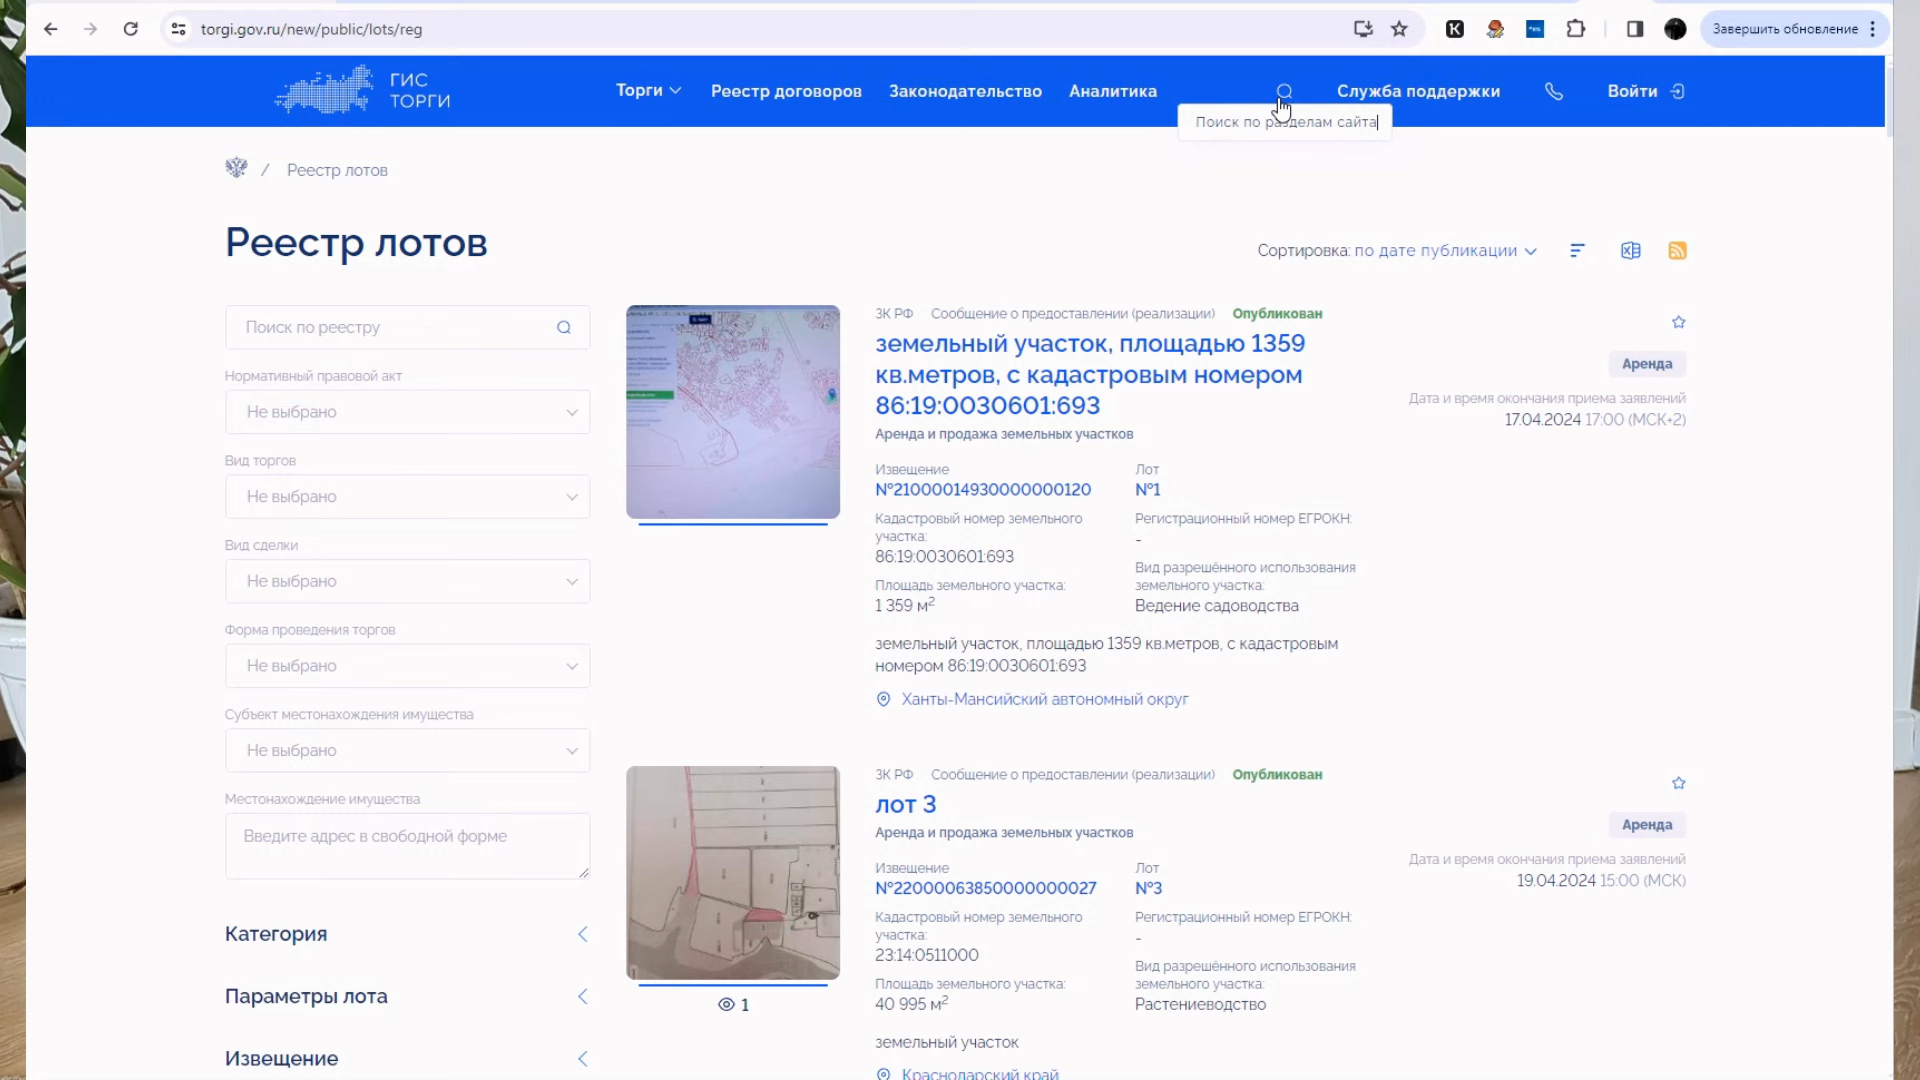 torgi.gov.ru/new/public/lots/reg
Завершить обновление
ГИС
ТОРГИ
Торги
Реестр договоров
Законодательство
Аналитика
Служба поддержки
Войти
Поиск по разделам сайта
/ Реестр лотов
Реестр лотов
Сортировка: по дате публикации
Поиск по реестру
Нормативный правовой акт
Не выбрано
Вид торгов
Не выбрано
Вид сделки
Не выбрано
Форма проведения торгов
Не выбрано
Субъект местонахождения имущества
Не выбрано
Местонахождение имущества
Введите адрес в свободной форме
Категория
Параметры лота
Извещение
ЗК РФ Сообщение о предоставлении (реализации) Опубликован
земельный участок, площадью 1359
кв.метров, с кадастровым номером
86:19:0030601:693
Аренда и продажа земельных участков
Извещение
№21000014930000000120
Лот
№1
Кадастровый номер земельного
участка:
86:19:0030601:693
Регистрационный номер ЕГРОКН:
-
Площадь земельного участка:
1 359 м²
Вид разрешённого использования
земельного участка:
Ведение садоводства
земельный участок, площадью 1359 кв.метров, с кадастровым
номером 86:19:0030601:693
Ханты-Мансийский автономный округ
Аренда
Дата и время окончания приема заявлений
17.04.2024 17:00 (МСК+2)
1
ЗК РФ Сообщение о предоставлении (реализации) Опубликован
лот 3
Аренда и продажа земельных участков
Извещение
№22000063850000000027
Лот
№3
Кадастровый номер земельного
участка:
23:14:0511000
Регистрационный номер ЕГРОКН:
-
Площадь земельного участка:
40 995 м²
Вид разрешённого использования
земельного участка:
Растениеводство
земельный участок
Краснодарский край
Аренда
Дата и время окончания приема заявлений
19.04.2024 15:00 (МСК)